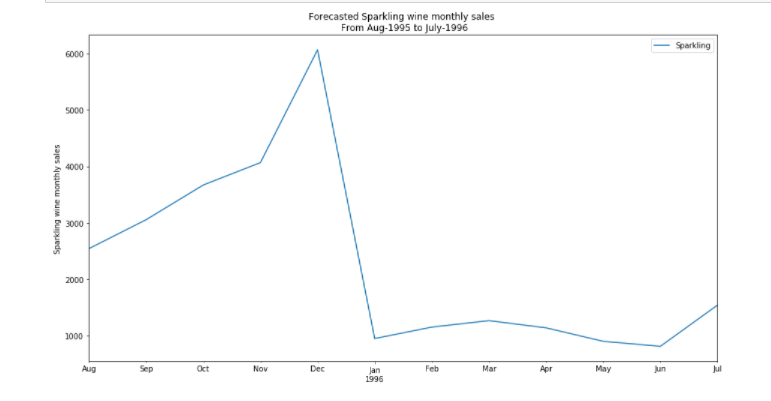 Forecasted Sparkling wine monthly sales
From Aug-1995 to July-1996
Sparkling
6000
5000
4000
3000
2000
1000
Sparkling wine monthly sales
Aug Sep Oct Nov Dec Jan Feb Mar Apr May Jun Jul
1996